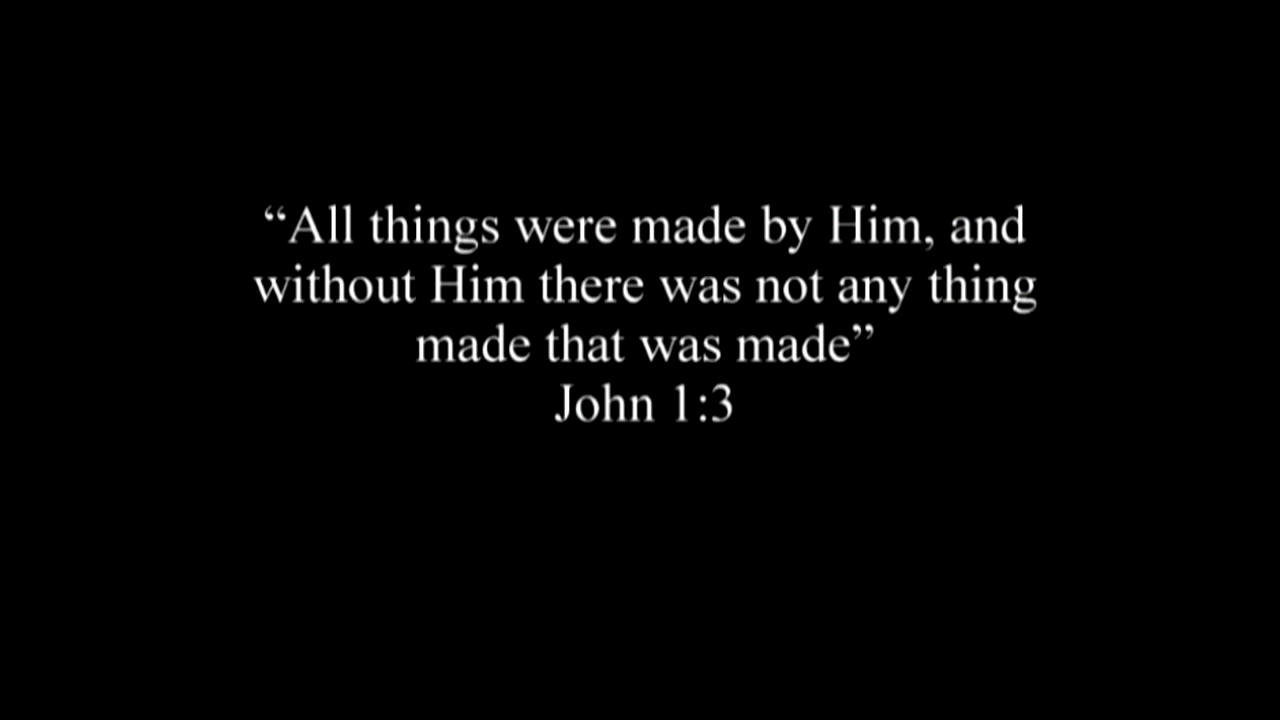 “All things were made by Him, and
without Him there was not any thing
made that was made”
John 1:3